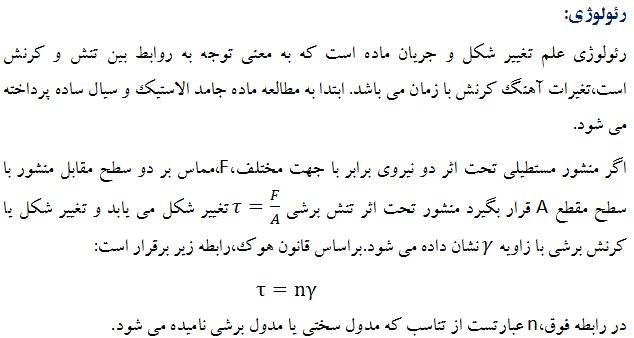 رئولوژی:
رئولوژی علم تغییر شکل و جریان ماده است که به معنی توجه به روابط بین تنش و کرنش
است،تغیرات آهنگ کرنش با زمان می باشد. ابتدا به مطالعه ماده جامد الاستیک و سیال ساده پرداخته
می شود.
اگر منشور مستطیلی تحت اثر دو نیروی برابر با جهت مختلف،F،مماس بر دو سطح مقابل منشور با
سطح مقطع A قرار بگیرد منشور تحت اثر تنش برشی τ = F/A تغییر شکل می یابد و تغییر شکل یا
کرنش برشی با زاویه γ نشان داده می شود.براساس قانون هوک،رابطه زیر برقرار است:
τ = nγ
در رابطه فوق،n عبارتست از تناسب که مدول سختی یا مدول برشی نامیده می شود.